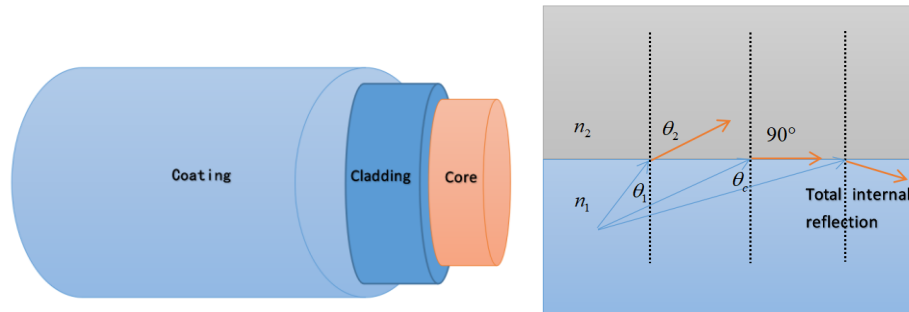 Coating
Cladding
Core
n₂
θ₂
90°
n₁
θ₁
θc
Total internal
reflection